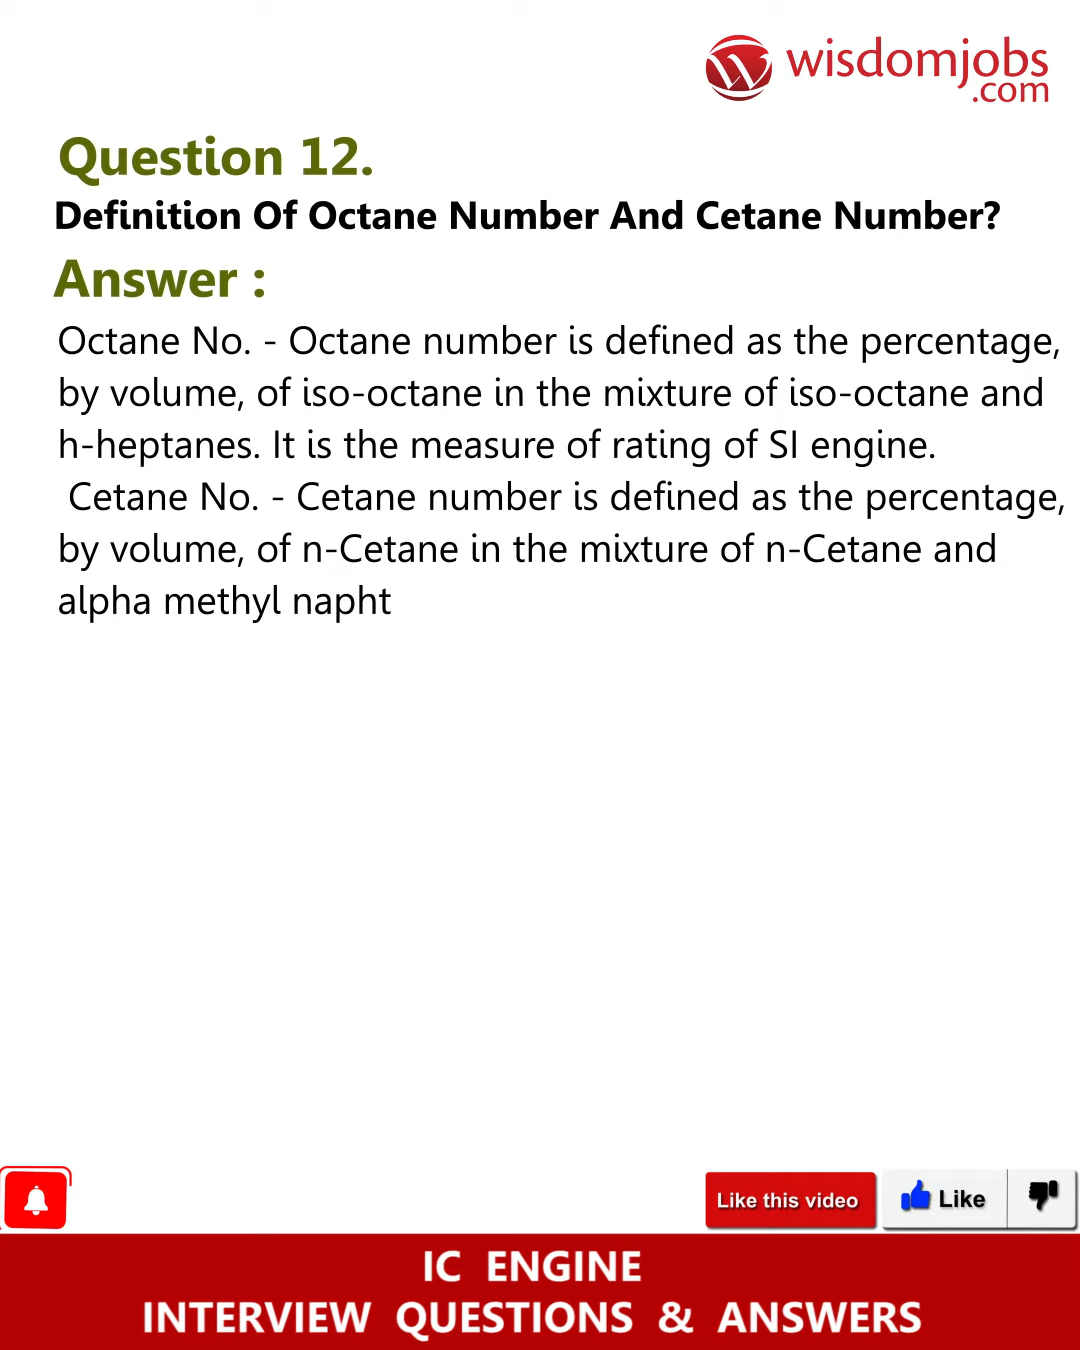 wisdomjobs
.com
Question 12.
Definition Of Octane Number And Cetane Number?
Answer :
Octane No. - Octane number is defined as the percentage,
by volume, of iso-octane in the mixture of iso-octane and
h-heptanes. It is the measure of rating of SI engine.
Cetane No. - Cetane number is defined as the percentage,
by volume, of n-Cetane in the mixture of n-Cetane and
alpha methyl napht
Like this video
Like
IC ENGINE
INTERVIEW QUESTIONS & ANSWERS